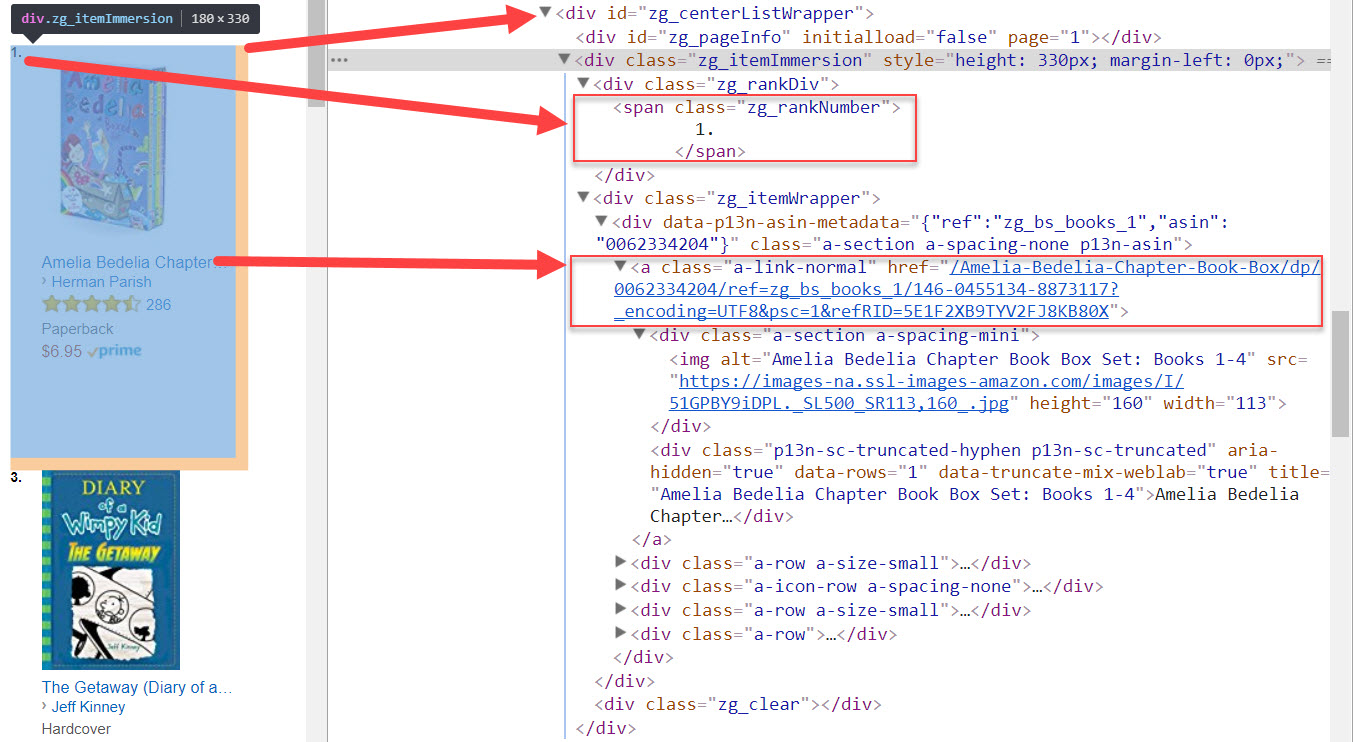 div.zg_itemImmersion | 180 × 330
1.
Amelia
Bedelia
Amelia Bedelia Chapter…
› Herman Parish
286
Paperback
$6.95 prime
3.
DIARY
of a
Wimpy Kid
THE GETAWAY
Jeff Kinney
The Getaway (Diary of a…
› Jeff Kinney
Hardcover
▼<div id="zg_centerListWrapper">
<div id="zg_pageInfo" initialload="false" page="1"></div>
… ▼<div class="zg_itemImmersion" style="height: 330px; margin-left: 0px;"> ==
▼<div class="zg_rankDiv">
<span class="zg_rankNumber">
1.
</span>
</div>
▼<div class="zg_itemWrapper">
▼<div data-p13n-asin-metadata="{"ref":"zg_bs_books_1","asin":
"0062334204"}" class="a-section a-spacing-none p13n-asin">
▼<a class="a-link-normal" href="/Amelia-Bedelia-Chapter-Book-Box/dp/
0062334204/ref=zg_bs_books_1/146-0455134-8873117?
_encoding=UTF8&psc=1&refRID=5E1F2XB9TYV2FJ8KB80X">
▼<div class="a-section a-spacing-mini">
<img alt="Amelia Bedelia Chapter Book Box Set: Books 1-4" src=
"https://images-na.ssl-images-amazon.com/images/I/
51GPBY9iDPL._SL500_SR113,160_.jpg" height="160" width="113">
</div>
<div class="p13n-sc-truncated-hyphen p13n-sc-truncated" aria-
hidden="true" data-rows="1" data-truncate-mix-weblab="true" title=
"Amelia Bedelia Chapter Book Box Set: Books 1-4">Amelia Bedelia
Chapter…</div>
</a>
▶<div class="a-row a-size-small">…</div>
▶<div class="a-icon-row a-spacing-none">…</div>
▶<div class="a-row a-size-small">…</div>
▶<div class="a-row">…</div>
</div>
</div>
<div class="zg_clear"></div>
</div>